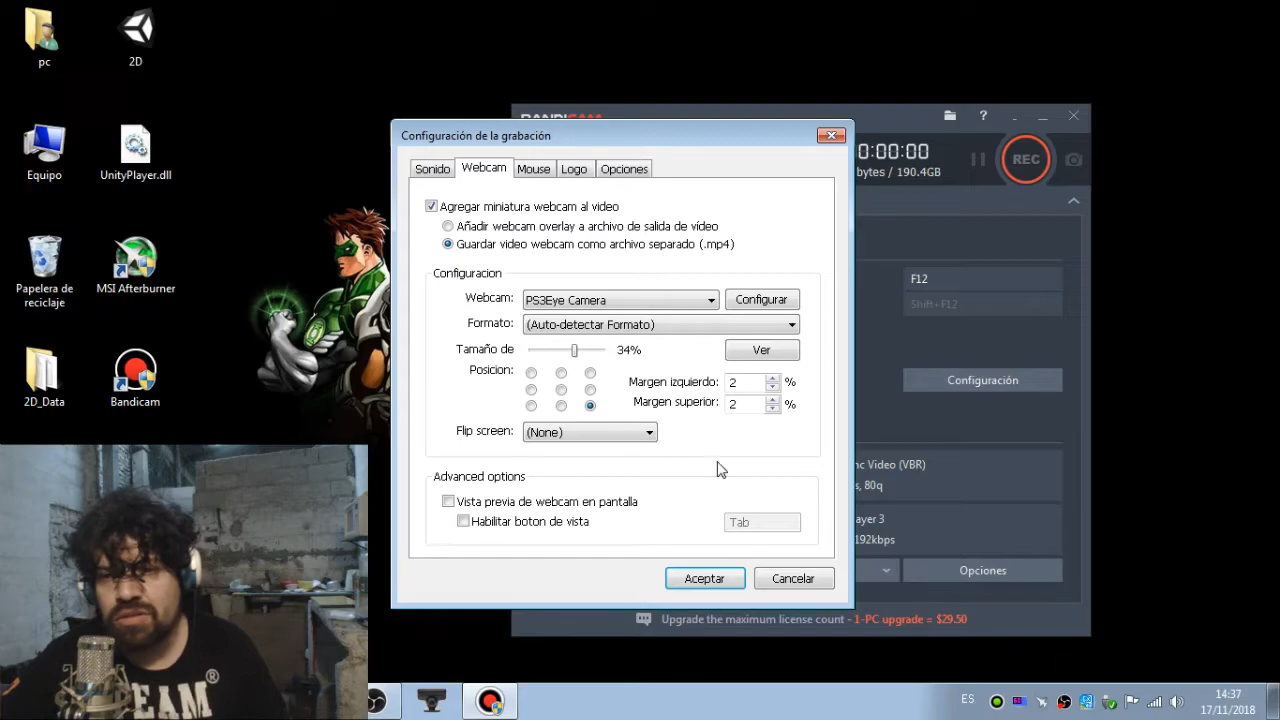 pc
2D
Equipo
UnityPlayer.dll
Papelera de
reciclaje
MSI Afterburner
2D_Data
Bandicam
Configuración de la grabación
Sonido
Webcam
Mouse
Logo
Opciones
Agregar miniatura webcam al video
Añadir webcam overlay a archivo de salida de vídeo
Guardar video webcam como archivo separado (.mp4)
Configuracion
Webcam: PS3Eye Camera Configurar
Formato: (Auto-detectar Formato)
Tamaño de 34% Ver
Posicion:
Margen izquierdo: 2 %
Margen superior: 2 %
Flip screen: (None)
Advanced options
Vista previa de webcam en pantalla
Habilitar boton de vista Tab
Aceptar Cancelar
?
0:00:00
REC
bytes / 190.4GB
F12
Shift+F12
Configuración
nc Video (VBR)
s, 80q
ayer 3
192kbps
Opciones
Upgrade the maximum license count - 1-PC upgrade = $29.50
EAM ®
ES
14:37
17/11/2018